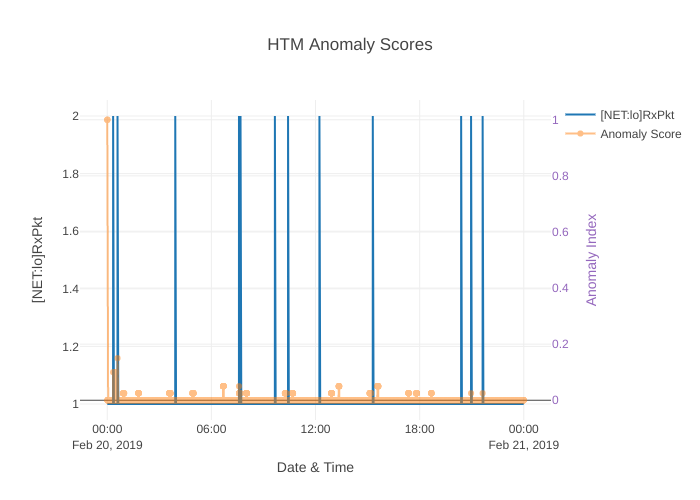 HTM Anomaly Scores
[NET:lo]RxPkt
Anomaly Score
2
1.8
1.6
1.4
1.2
1
1
0.8
0.6
0.4
0.2
0
[NET:lo]RxPkt
Anomaly Index
00:00
06:00
12:00
18:00
00:00
Feb 20, 2019
Feb 21, 2019
Date & Time